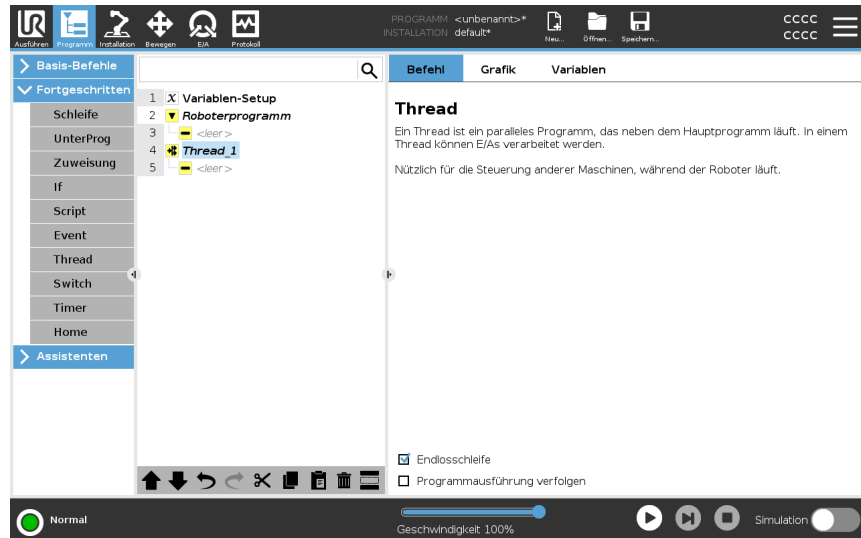 PROGRAMM <unbenannt>*
INSTALLATION default*
Ausführen Programm Installation Bewegen E/A Protokoll
Neu... Öffnen... Speichern...
CCCC
CCCC
Basis-Befehle
Fortgeschritten
Schleife
UnterProg
Zuweisung
If
Script
Event
Thread
Switch
Timer
Home
Assistenten
1 X Variablen-Setup
2 Roboterprogramm
3 <leer>
4 Thread_1
5 <leer>
Befehl Grafik Variablen
Thread
Ein Thread ist ein paralleles Programm, das neben dem Hauptprogramm läuft. In einem
Thread können E/As verarbeitet werden.
Nützlich für die Steuerung anderer Maschinen, während der Roboter läuft.
Endlosschleife
Programmausführung verfolgen
Normal
Geschwindigkeit 100%
Simulation